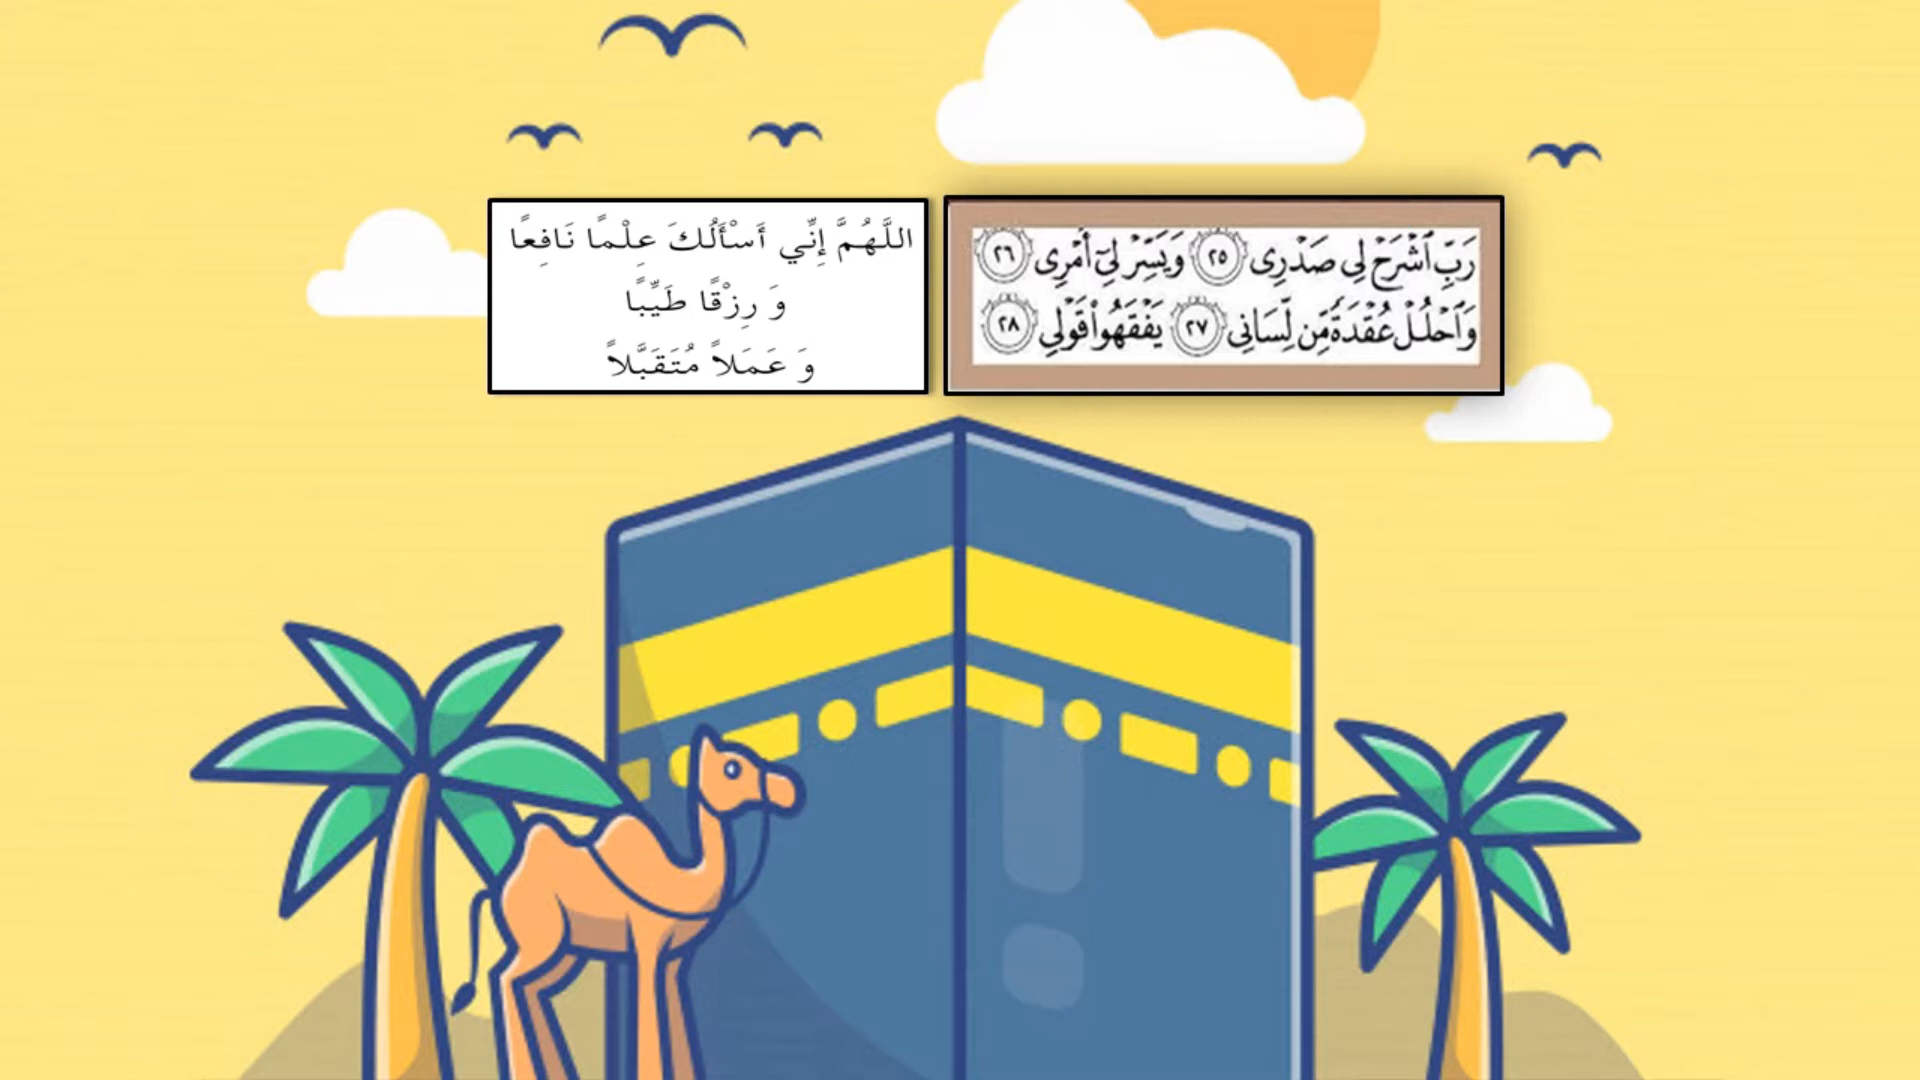 رَبِّ ٱشْرَحْ لِى صَدْرِى ٢٥ وَيَسِّرْ لِىٓ أَمْرِى ٢٦
وَٱحْلُلْ عُقْدَةً مِّن لِّسَانِى ٢٧ يَفْقَهُوا۟ قَوْلِى ٢٨
اللَّهُمَّ إِنِّي أَسْأَلُكَ عِلْمًا نَافِعًا
وَ رِزْقًا طَيِّبًا
وَ عَمَلاً مُتَقَبَّلاً